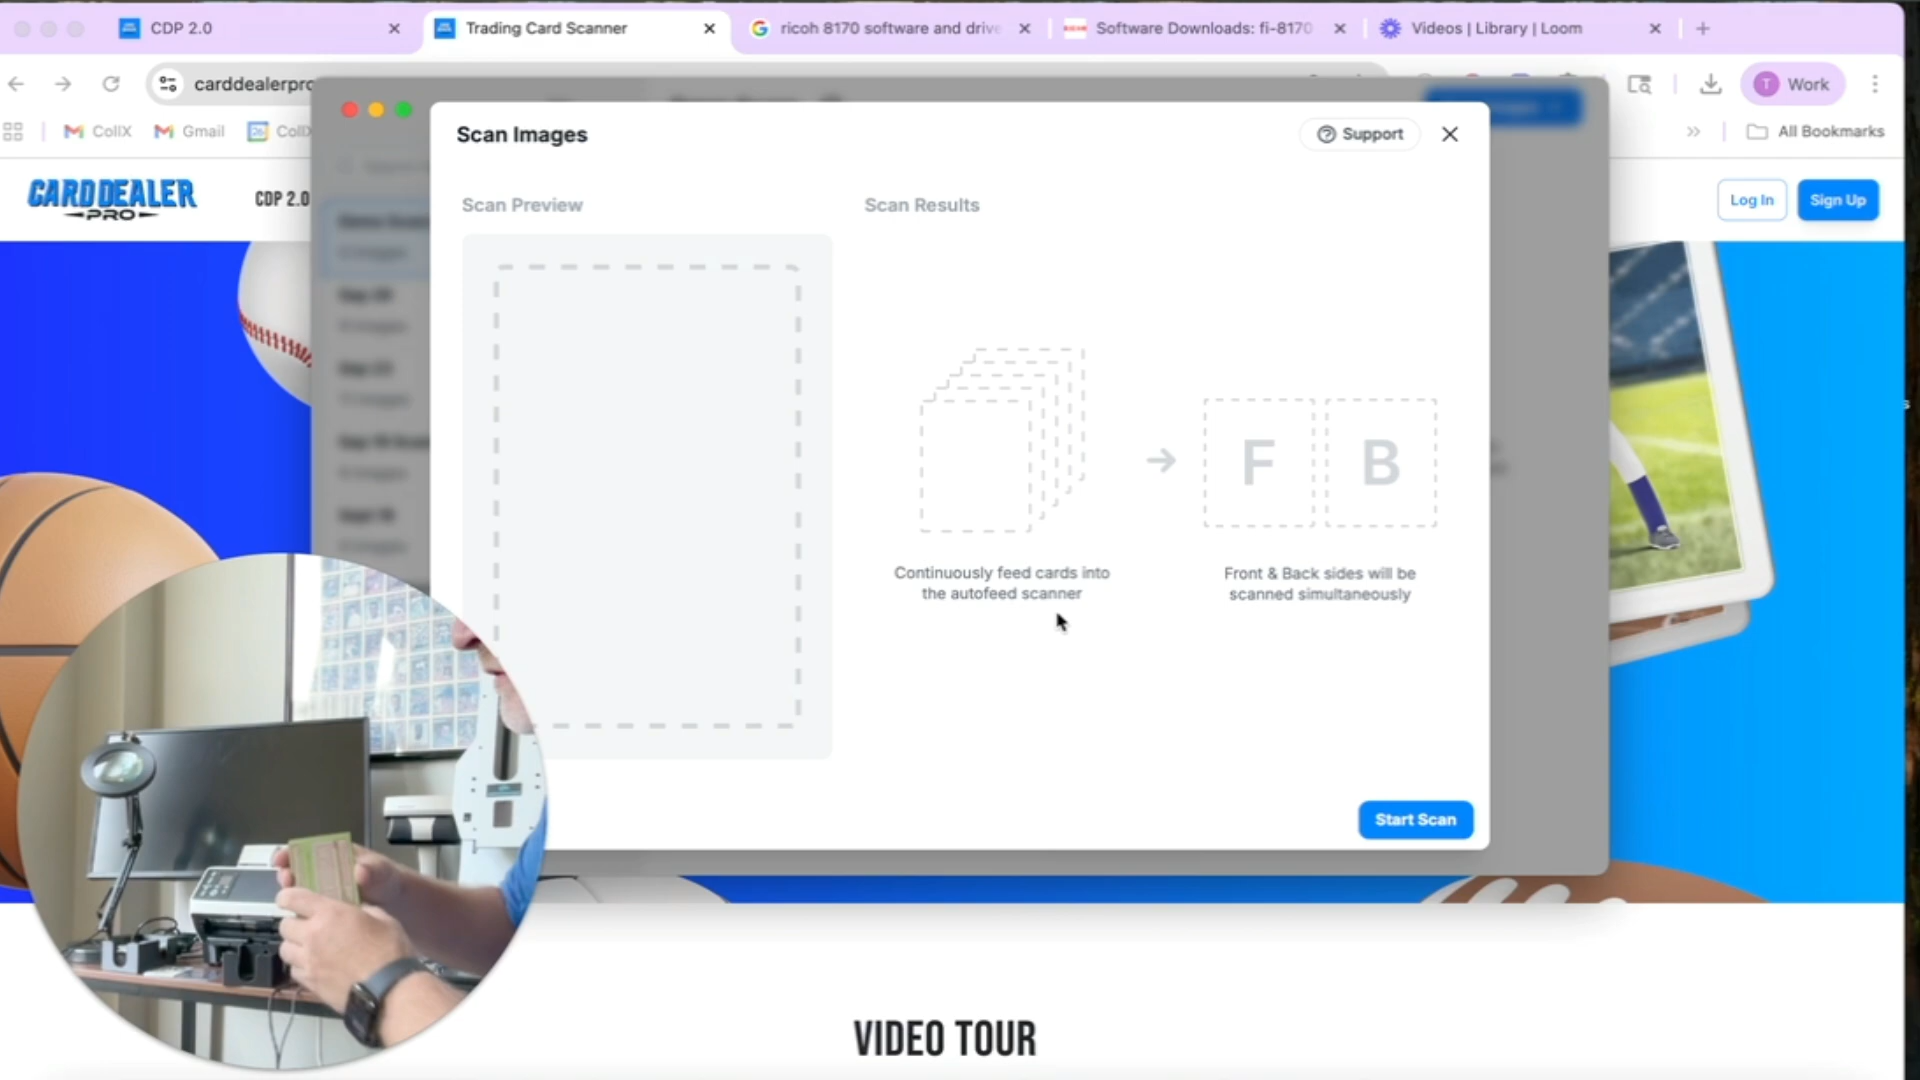 CDP 2.0
Trading Card Scanner
ricoh 8170 software and drive
Software Downloads: fi-8170
Videos | Library | Loom
carddealerpro
T Work
CollX
Gmail
CollX
All Bookmarks
CARD DEALER
PRO
CDP 2.0
Log In
Sign Up
Scan Images
Support
Scan Preview
Scan Results
F
B
Continuously feed cards into
the autofeed scanner
Front & Back sides will be
scanned simultaneously
Start Scan
VIDEO TOUR